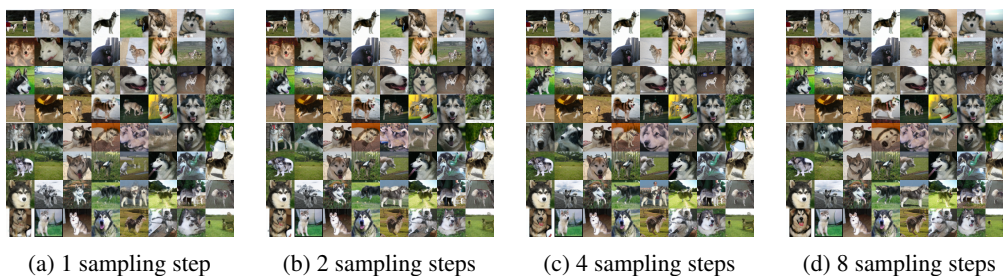 (a) 1 sampling step
(b) 2 sampling steps
(c) 4 sampling steps
(d) 8 sampling steps